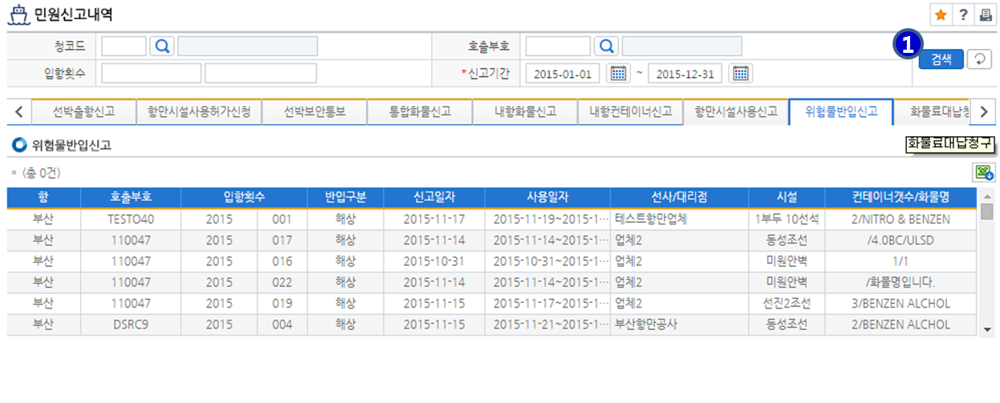 민원신고내역
?
청코드 호출부호
1
검색
입항횟수 *신고기간 2015-01-01 ~ 2015-12-31
선박출항신고 항만시설사용허가신청 선박보안통보 통합화물신고 내항화물신고 내항컨테이너신고 항만시설사용신고 위험물반입신고 화물료대납청
위험물반입신고 화물료대납청구
(총 0건)
항 호출부호 입항횟수 반입구분 신고일자 사용일자 선사/대리점 시설 컨테이너갯수/화물명
부산 TESTO40 2015 001 해상 2015-11-17 2015-11-19~2015-1··· 테스트항만업체 1부두 10선석 2/NITRO & BENZEN
부산 110047 2015 017 해상 2015-11-14 2015-11-14~2015-1··· 업체2 동성조선 /4.0BC/ULSD
부산 110047 2015 016 해상 2015-10-31 2015-10-31~2015-1··· 업체2 미원안벽 1/1
부산 110047 2015 022 해상 2015-11-14 2015-11-14~2015-1··· 업체2 미원안벽 /화물명입니다.
부산 110047 2015 019 해상 2015-11-15 2015-11-17~2015-1··· 업체2 선진2조선 3/BENZEN ALCHOL
부산 DSRC9 2015 004 해상 2015-11-15 2015-11-21~2015-1··· 부산항만공사 동성조선 2/BENZEN ALCHOL